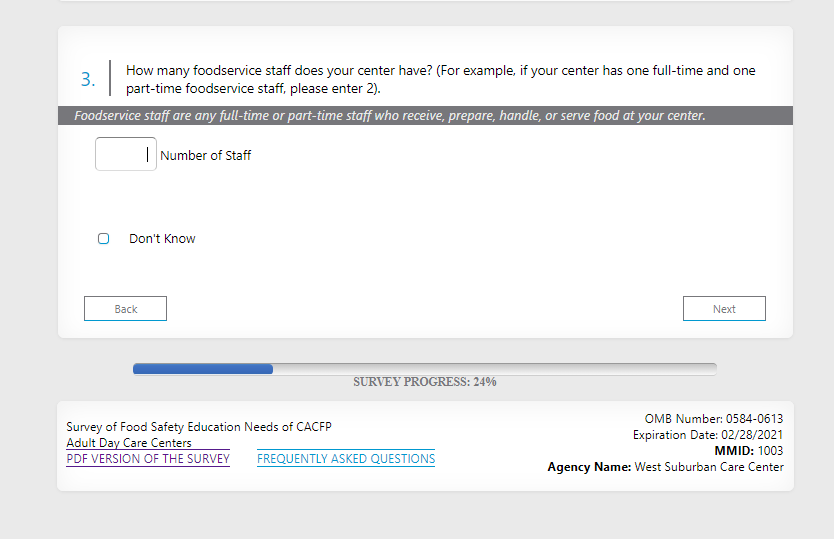 3.
How many foodservice staff does your center have? (For example, if your center has one full-time and one
part-time foodservice staff, please enter 2).
Foodservice staff are any full-time or part-time staff who receive, prepare, handle, or serve food at your center.
Number of Staff
Don't Know
Back
Next
SURVEY PROGRESS: 24%
Survey of Food Safety Education Needs of CACFP
Adult Day Care Centers
PDF VERSION OF THE SURVEY
FREQUENTLY ASKED QUESTIONS
OMB Number: 0584-0613
Expiration Date: 02/28/2021
MMID: 1003
Agency Name: West Suburban Care Center